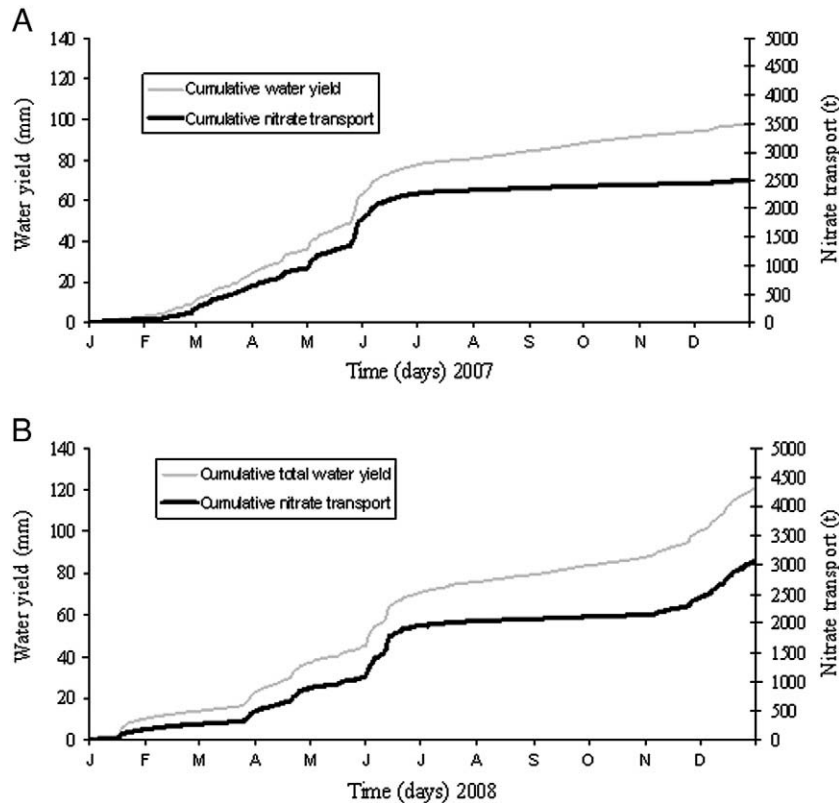 A
Water yield (mm)
140
120
100
80
60
40
20
0
Cumulative water yield
Cumulative nitrate transport
5000
4500
4000
3500
3000
2500
2000
1500
1000
500
0
Nitrate transport (t)
J F M A M J J A S O N D
Time (days) 2007
B
Water yield (mm)
140
120
100
80
60
40
20
0
Cumulative total water yield
Cumulative nitrate transport
5000
4500
4000
3500
3000
2500
2000
1500
1000
500
0
Nitrate transport (t)
J F M A M J J A S O N D
Time (days) 2008